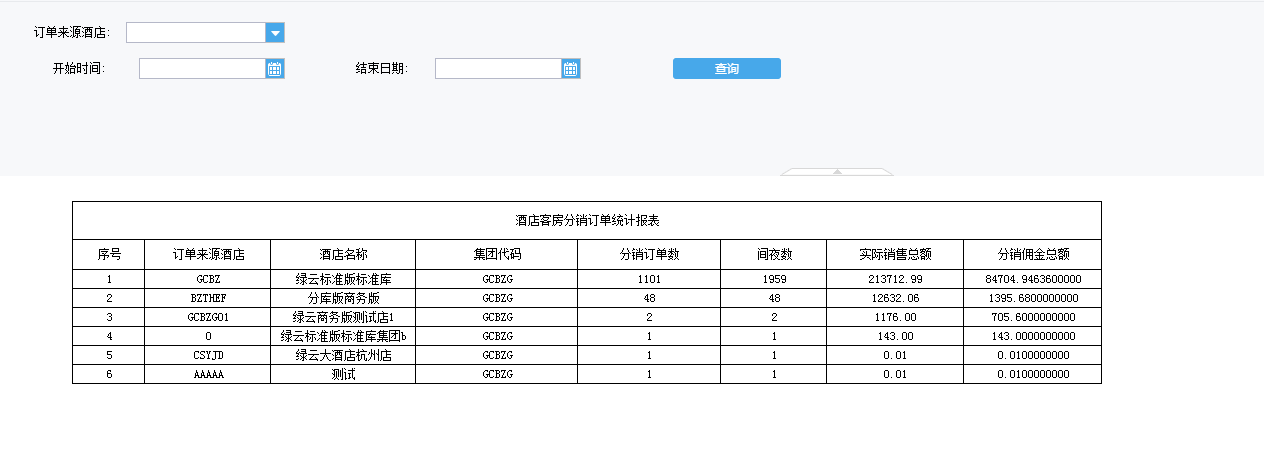 订单来源酒店:
开始时间: 结束日期: 查询
酒店客房分销订单统计报表
序号 订单来源酒店 酒店名称 集团代码 分销订单数 间夜数 实际销售总额 分销佣金总额
1 GCBZ 绿云标准版标准库 GCBZG 1101 1959 213712.99 84704.9463600000
2 BZTHEF 分库版商务版 GCBZG 48 48 12632.06 1395.6800000000
3 GCBZG01 绿云商务版测试店1 GCBZG 2 2 1176.00 705.6000000000
4 0 绿云标准版标准库集团b GCBZG 1 1 143.00 143.0000000000
5 CSYJD 绿云大酒店杭州店 GCBZG 1 1 0.01 0.0100000000
6 AAAAA 测试 GCBZG 1 1 0.01 0.0100000000